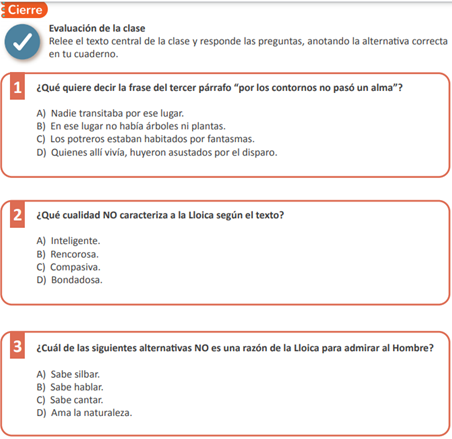 Cierre
Evaluación de la clase
Relee el texto central de la clase y responde las preguntas, anotando la alternativa correcta
en tu cuaderno.
1
¿Qué quiere decir la frase del tercer párrafo “por los contornos no pasó un alma”?
A) Nadie transitaba por ese lugar.
B) En ese lugar no había árboles ni plantas.
C) Los potreros estaban habitados por fantasmas.
D) Quienes allí vivía, huyeron asustados por el disparo.
2
¿Qué cualidad NO caracteriza a la Lloica según el texto?
A) Inteligente.
B) Rencorosa.
C) Compasiva.
D) Bondadosa.
3
¿Cuál de las siguientes alternativas NO es una razón de la Lloica para admirar al Hombre?
A) Sabe silbar.
B) Sabe hablar.
C) Sabe cantar.
D) Ama la naturaleza.